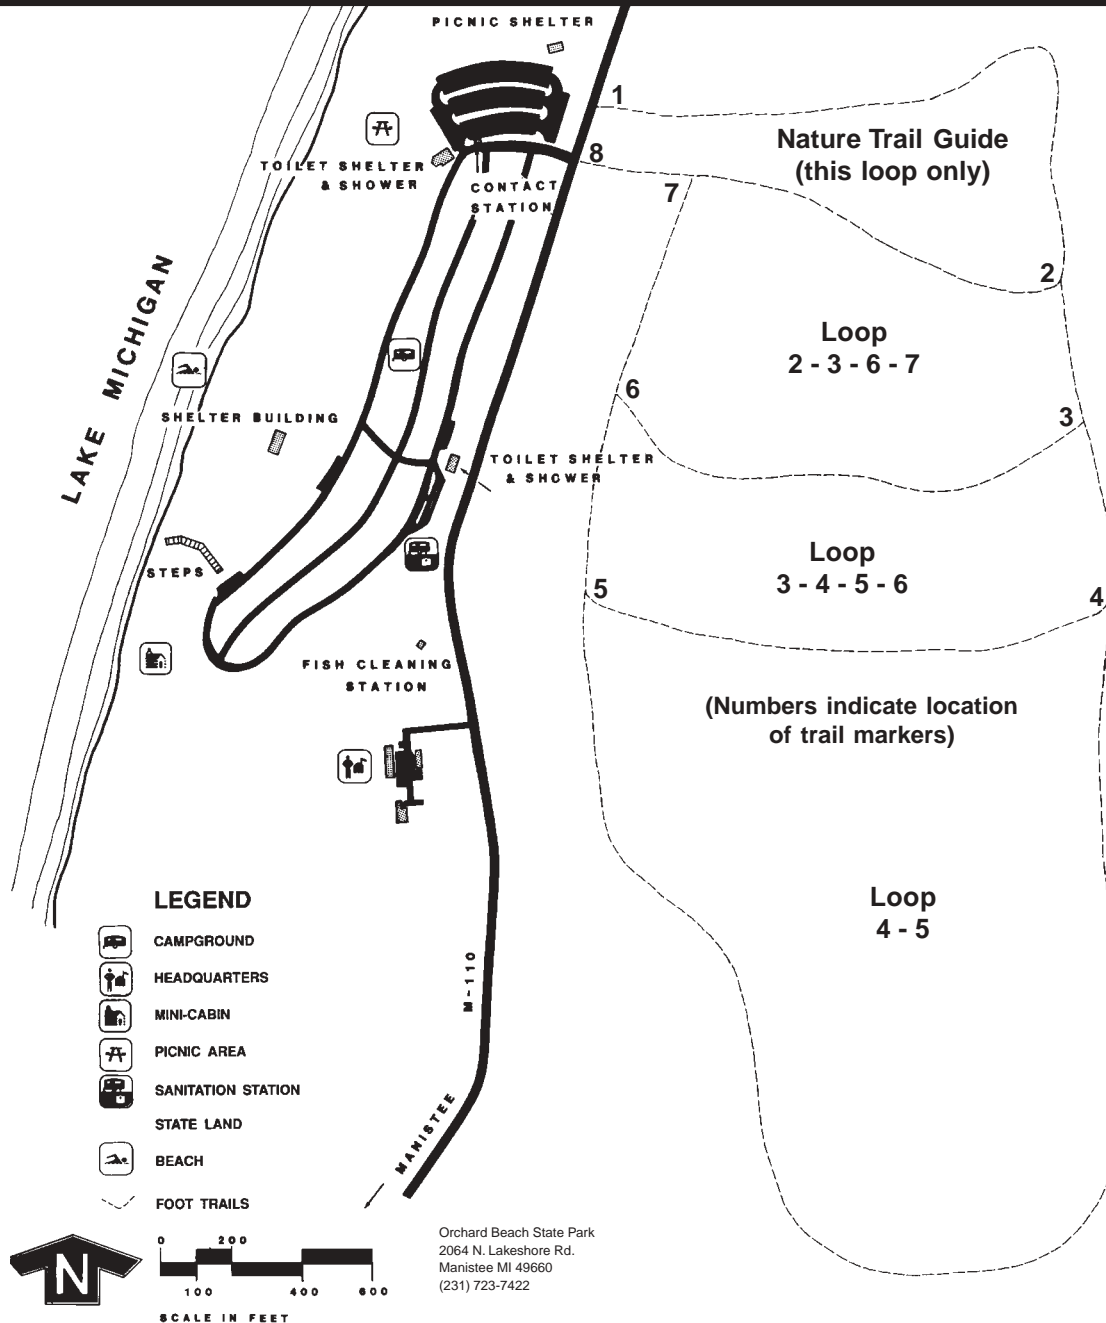 PICNIC SHELTER
1
Nature Trail Guide
(this loop only)
8
7
TOILET SHELTER
& SHOWER
CONTACT
STATION
2
LAKE MICHIGAN
Loop
2 - 3 - 6 - 7
6
3
SHELTER BUILDING
TOILET SHELTER
& SHOWER
Loop
3 - 4 - 5 - 6
5
4
STEPS
FISH CLEANING
STATION
(Numbers indicate location
of trail markers)
Loop
4 - 5
M-110
MANISTEE
LEGEND
CAMPGROUND
HEADQUARTERS
MINI-CABIN
PICNIC AREA
SANITATION STATION
STATE LAND
BEACH
FOOT TRAILS
N
0 200
100 400 600
SCALE IN FEET
Orchard Beach State Park
2064 N. Lakeshore Rd.
Manistee MI 49660
(231) 723-7422